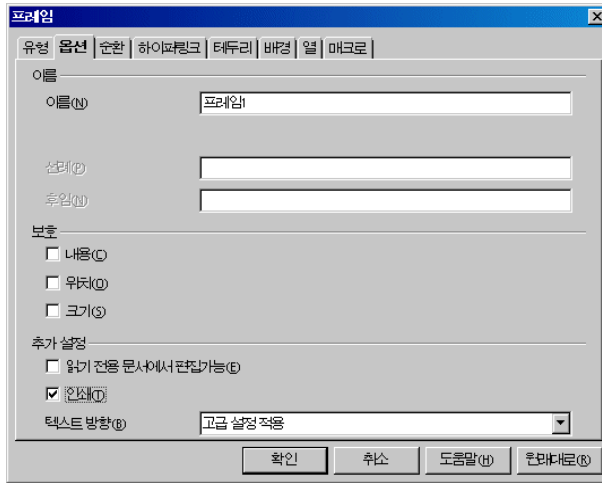 프레임
유형 옵션 순환 하이퍼링크 테두리 배경 열 매크로
이름
이름(N) 프레임1
선례(P)
후임(N)
보호
내용(C)
위치(O)
크기(S)
추가 설정
읽기 전용 문서에서 편집가능(E)
인쇄(T)
텍스트 방향(B) 고급 설정 적용
확인 취소 도움말(H) 원래대로(R)